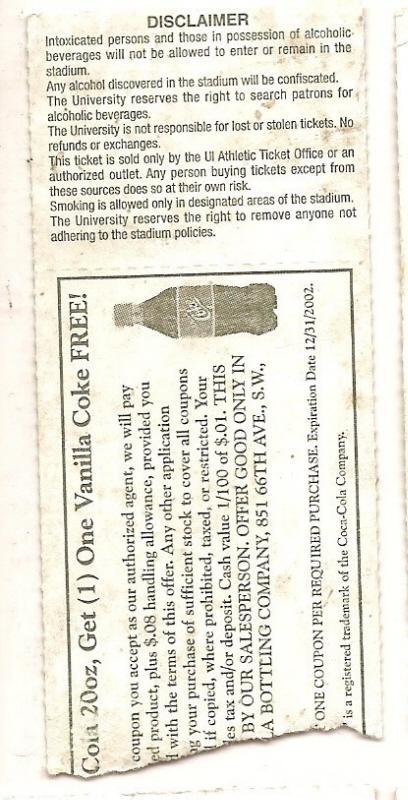 DISCLAIMER
Intoxicated persons and those in possession of alcoholic
beverages will not be allowed to enter or remain in the
stadium.
Any alcohol discovered in the stadium will be confiscated.
The University reserves the right to search patrons for
alcoholic beverages.
The University is not responsible for lost or stolen tickets. No
refunds or exchanges.
This ticket is sold only by the UI Athletic Ticket Office or an
authorized outlet. Any person buying tickets except from
these sources does so at their own risk.
Smoking is allowed only in designated areas of the stadium.
The University reserves the right to remove anyone not
adhering to the stadium policies.
Cola 20oz, Get (1) One Vanilla Coke FREE!
coupon you accept as our authorized agent, we will pay
ed product, plus $.08 handling allowance, provided you
d with the terms of this offer. Any other application
g your purchase of sufficient stock to cover all coupons
if copied, where prohibited, taxed, or restricted. Your
es tax and/or deposit. Cash value 1/100 of $.01. THIS
BY OUR SALESPERSON. OFFER GOOD ONLY IN
A BOTTLING COMPANY, 851 66TH AVE., S.W.,
ONE COUPON PER REQUIRED PURCHASE. Expiration Date 12/31/2002.
is a registered trademark of the Coca-Cola Company.